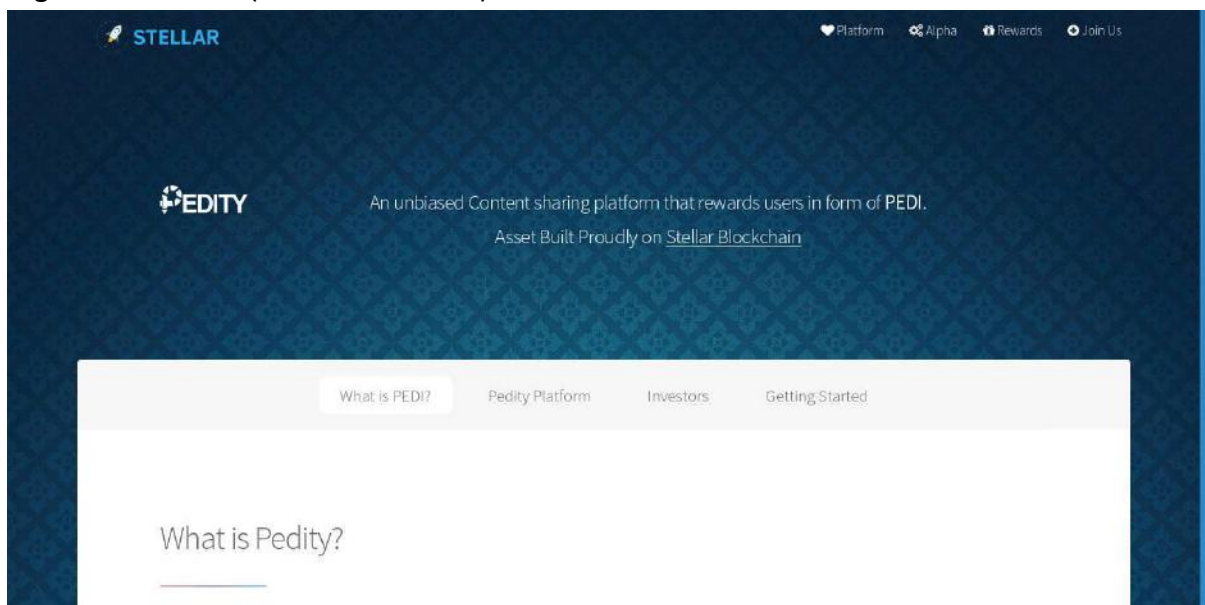 STELLAR
Platform Alpha Rewards Join Us
PEDITY
An unbiased Content sharing platform that rewards users in form of PEDI.
Asset Built Proudly on Stellar Blockchain
What is PEDI? Pedity Platform Investors Getting Started
What is Pedity?